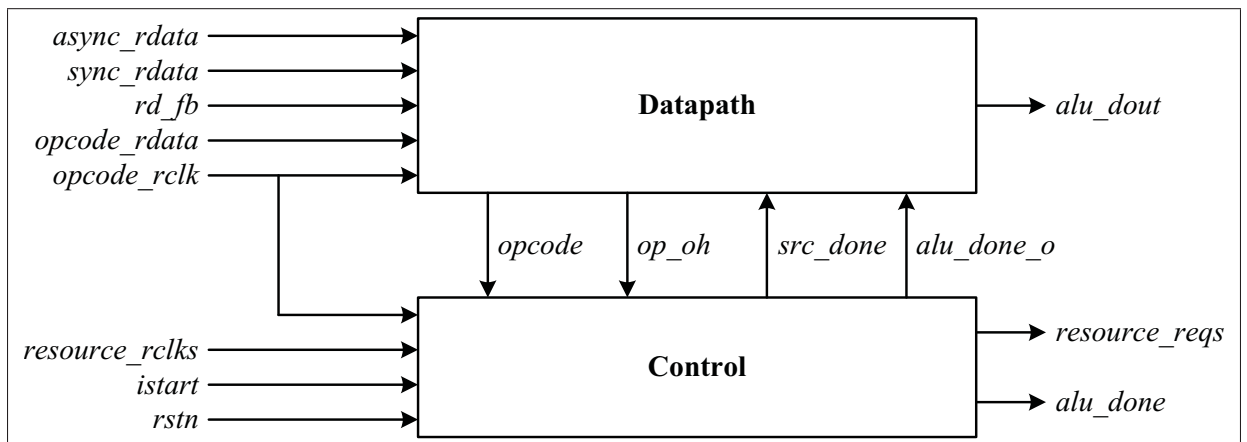 async_rdata
sync_rdata
rd_fb
opcode_rdata
opcode_rclk
Datapath
alu_dout
opcode
op_oh
src_done
alu_done_o
resource_rclks
istart
rstn
Control
resource_reqs
alu_done